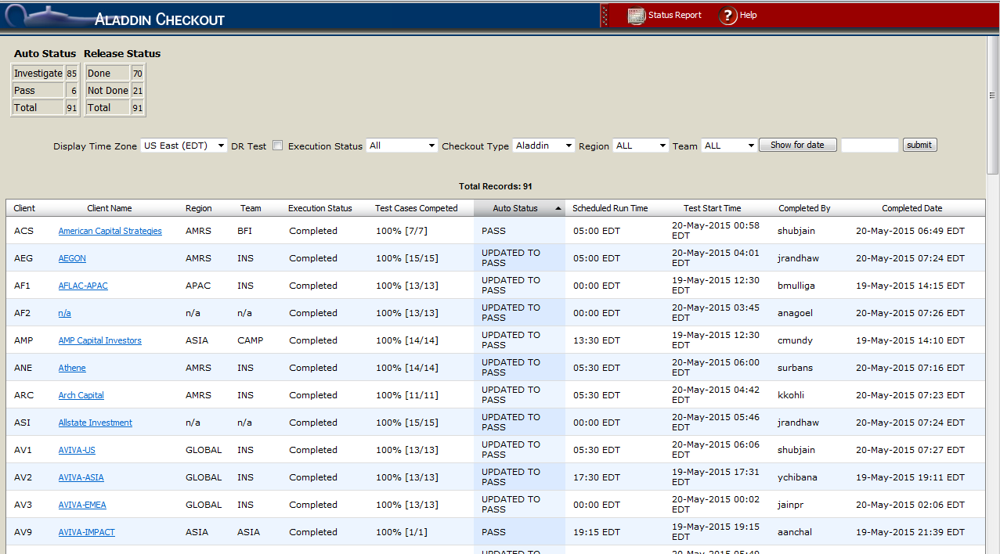 ALADDIN CHECKOUT
Status Report
? Help
Auto Status Release Status
Investigate 85 Done 70
Pass 6 Not Done 21
Total 91 Total 91
Display Time Zone US East (EDT) DR Test Execution Status All Checkout Type Aladdin Region ALL Team ALL Show for date submit
Total Records: 91
Client Client Name Region Team Execution Status Test Cases Competed Auto Status Scheduled Run Time Test Start Time Completed By Completed Date
ACS American Capital Strategies AMRS BFI Completed 100% [7/7] PASS 05:00 EDT 20-May-2015 00:58 EDT shubjain 20-May-2015 06:49 EDT
AEG AEGON AMRS INS Completed 100% [15/15] UPDATED TO PASS 05:00 EDT 20-May-2015 04:01 EDT jrandhaw 20-May-2015 07:24 EDT
AF1 AFLAC-APAC APAC INS Completed 100% [13/13] UPDATED TO PASS 00:00 EDT 19-May-2015 12:30 EDT bmulliga 19-May-2015 14:15 EDT
AF2 n/a n/a n/a Completed 100% [13/13] UPDATED TO PASS 00:00 EDT 20-May-2015 03:45 EDT anagoel 20-May-2015 07:26 EDT
AMP AMP Capital Investors ASIA CAMP Completed 100% [14/14] UPDATED TO PASS 13:30 EDT 19-May-2015 12:30 EDT cmundy 19-May-2015 14:10 EDT
ANE Athene AMRS INS Completed 100% [14/14] UPDATED TO PASS 05:30 EDT 20-May-2015 06:00 EDT surbans 20-May-2015 07:16 EDT
ARC Arch Capital AMRS INS Completed 100% [11/11] UPDATED TO PASS 05:30 EDT 20-May-2015 04:42 EDT kkohli 20-May-2015 07:23 EDT
ASI Allstate Investment n/a n/a Completed 100% [15/15] UPDATED TO PASS 00:00 EDT 20-May-2015 05:46 EDT jrandhaw 20-May-2015 07:24 EDT
AV1 AVIVA-US GLOBAL INS Completed 100% [13/13] UPDATED TO PASS 05:30 EDT 20-May-2015 06:06 EDT shubjain 20-May-2015 07:27 EDT
AV2 AVIVA-ASIA GLOBAL INS Completed 100% [13/13] UPDATED TO PASS 17:30 EDT 19-May-2015 17:31 EDT ychibana 19-May-2015 19:11 EDT
AV3 AVIVA-EMEA GLOBAL INS Completed 100% [13/13] UPDATED TO PASS 00:00 EDT 20-May-2015 00:02 EDT jainpr 20-May-2015 02:06 EDT
AV9 AVIVA-IMPACT ASIA ASIA Completed 100% [1/1] PASS 19:15 EDT 19-May-2015 19:15 EDT aanchal 19-May-2015 21:39 EDT